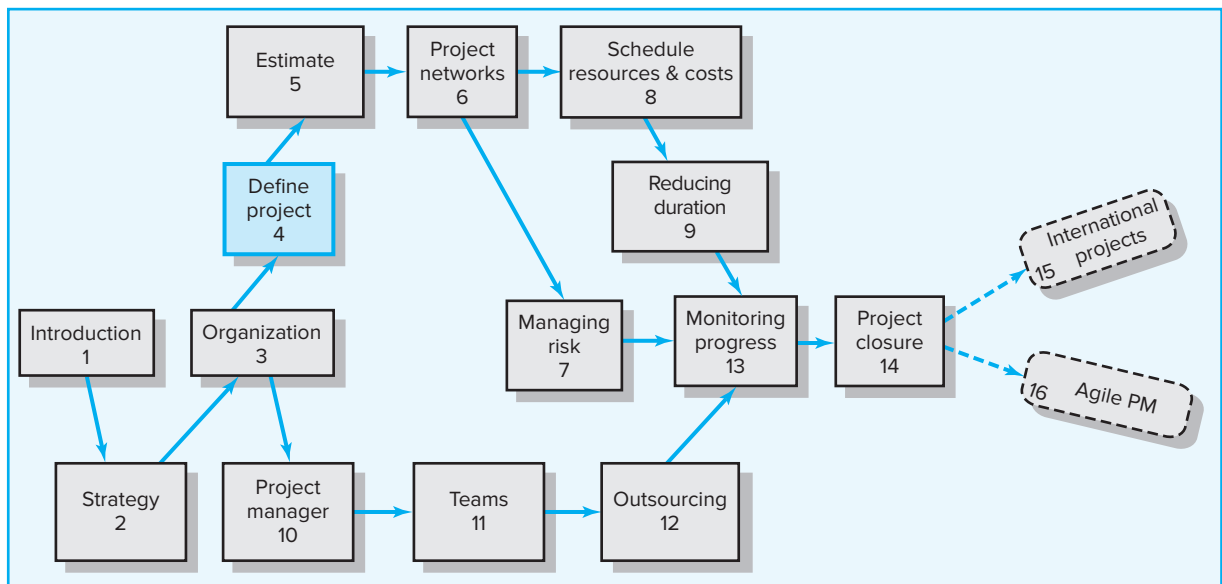 Estimate
5
Project
networks
6
Schedule
resources & costs
8
Define
project
4
Reducing
duration
9
International
projects
15
Introduction
1
Organization
3
Managing
risk
7
Monitoring
progress
13
Project
closure
14
16
Agile PM
Strategy
2
Project
manager
10
Teams
11
Outsourcing
12